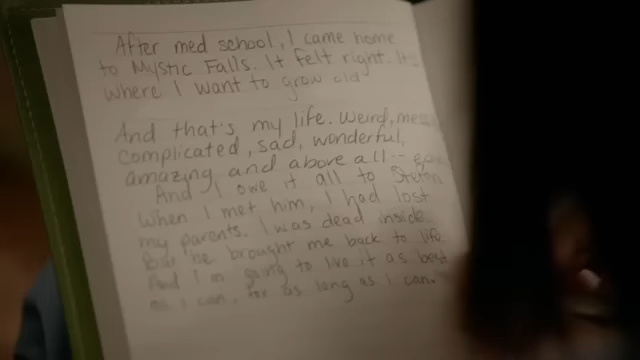 After med school, I came home
to Mystic Falls. It felt right. It
where I want to grow old
And that's my life. Weird, me
complicated, sad, wonderful,
amazing, and above all --
And I owe it all to Stefan
When I met him, I had lost
my parents. I was dead inside
But he brought me back to life
And I'm going to live it as best
as I can, for as long as I can.